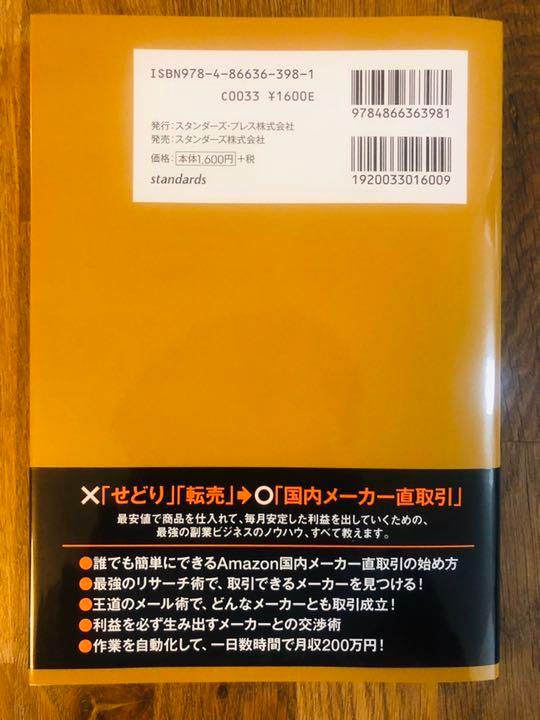 ISBN978-4-86636-398-1
C0033 ¥1600E
発行：スタンダーズ・プレス株式会社
発売：スタンダーズ株式会社
価格：本体1,600円+税
standards
9784866363981
1920033016009
×「せどり」「転売」➡○「国内メーカー直取引」
最安値で商品を仕入れて、毎月安定した利益を出していくための、
最強の副業ビジネスのノウハウ、すべて教えます。
●誰でも簡単にできるAmazon国内メーカー直取引の始め方
●最強のリサーチ術で、取引できるメーカーを見つける！
●王道のメール術で、どんなメーカーとも取引成立！
●利益を必ず生み出すメーカーとの交渉術
●作業を自動化して、一日数時間で月収200万円！